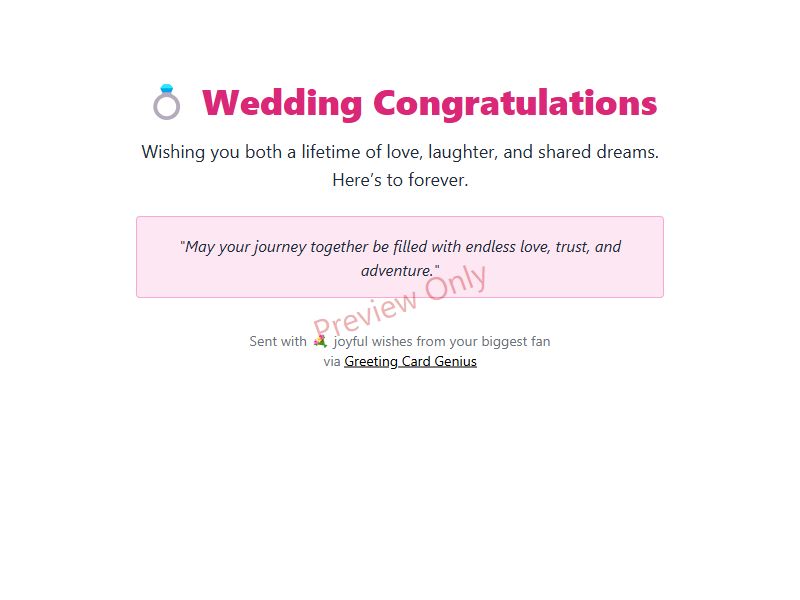 💍 Wedding Congratulations
Wishing you both a lifetime of love, laughter, and shared dreams.
Here’s to forever.
"May your journey together be filled with endless love, trust, and
adventure."
Preview Only
Sent with 💐 joyful wishes from your biggest fan
via Greeting Card Genius